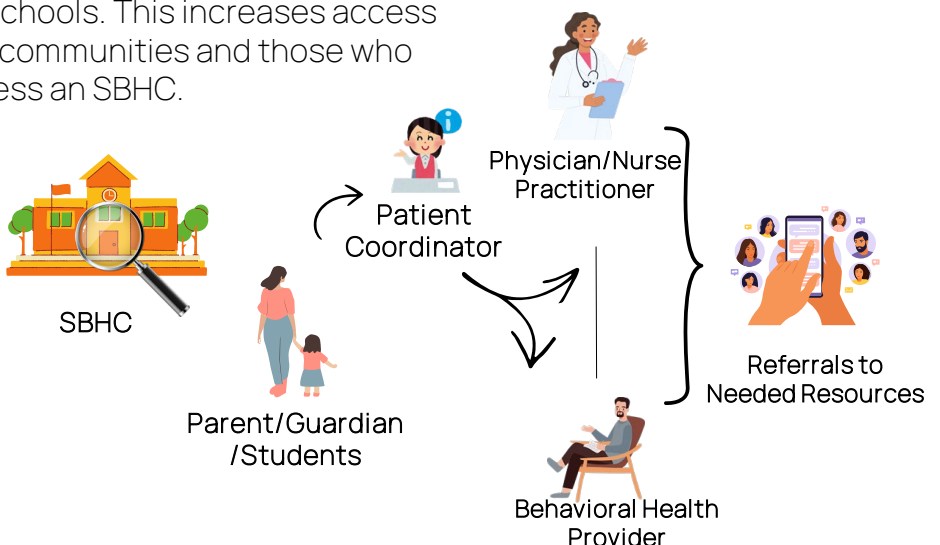 chools. This increases access
communities and those who
ess an SBHC.
Physician/Nurse
Practitioner
Patient
Coordinator
SBHC
Parent/Guardian
/Students
Referrals to
Needed Resources
Behavioral Health
Provider